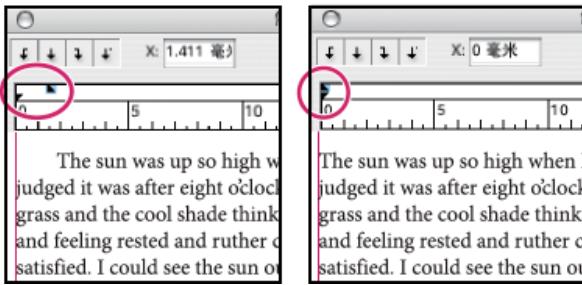 X: 1.411 毫
0 5 10
The sun was up so high w
judged it was after eight o'clock
grass and the cool shade think
and feeling rested and ruther c
satisfied. I could see the sun ou
X: 0 毫米
0 5 10
The sun was up so high when
judged it was after eight o'clock
grass and the cool shade think
and feeling rested and ruther c
satisfied. I could see the sun ou